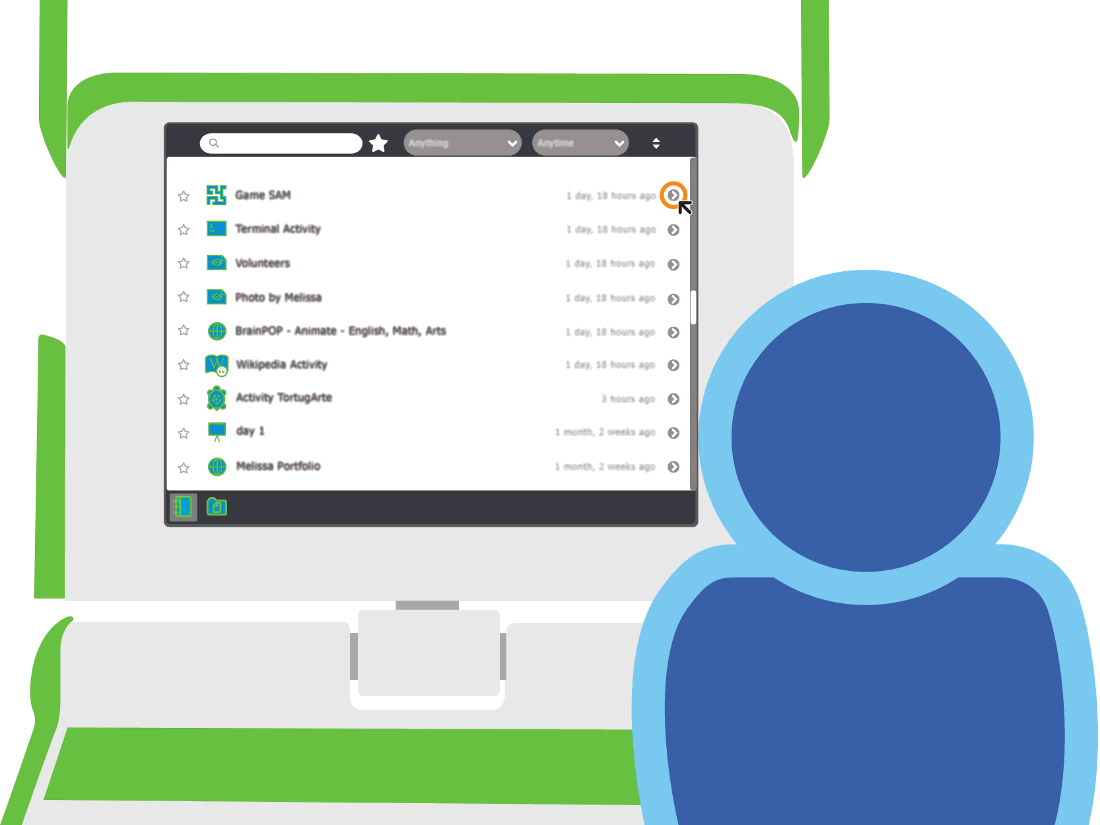 Anything Anytime
Game SAM 1 day, 18 hours ago
Terminal Activity 1 day, 18 hours ago
Volunteers 1 day, 18 hours ago
Photo by Melissa 1 day, 18 hours ago
BrainPOP - Animate - English, Math, Arts 1 day, 18 hours ago
Wikipedia Activity 1 day, 18 hours ago
Activity TortugArte 3 hours ago
day 1 1 month, 2 weeks ago
Melissa Portfolio 1 month, 2 weeks ago